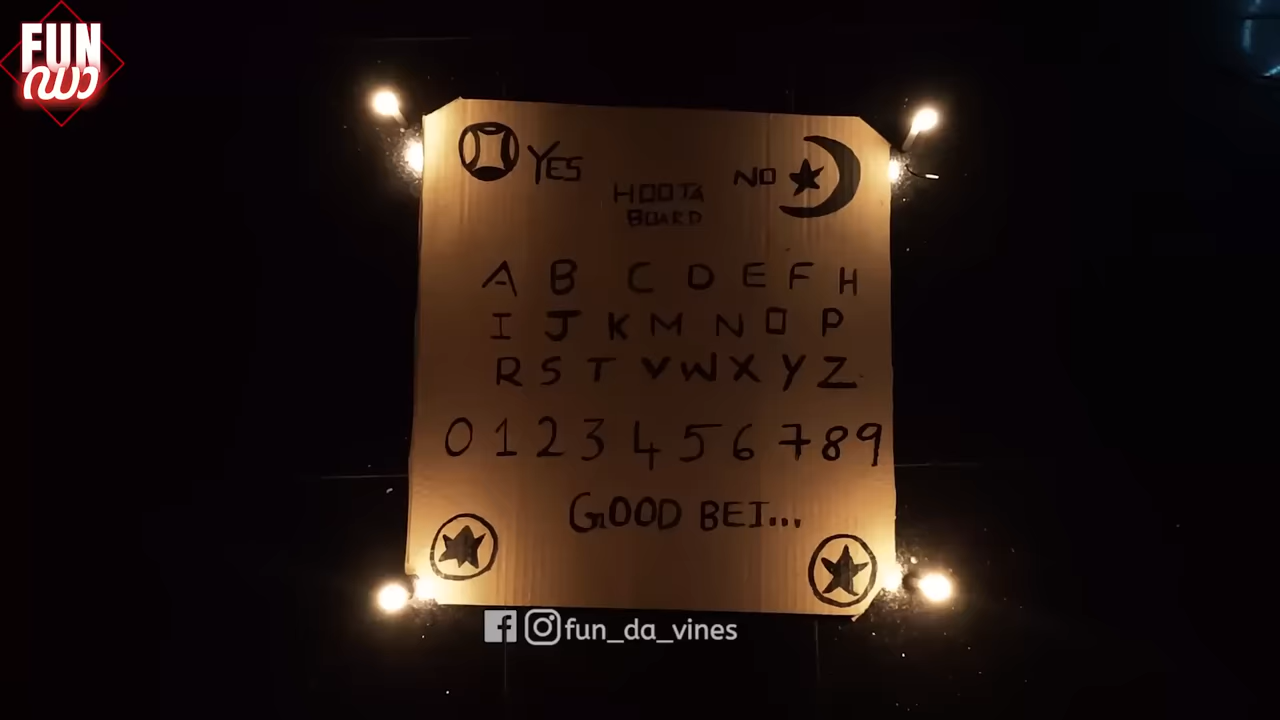 FUN
ഡാ
YES
NO
HOOTA
BOARD
A B C D E F H
I J K M N O P
R S T V W X Y Z
0 1 2 3 4 5 6 7 8 9
GOOD BEI...
fun_da_vines